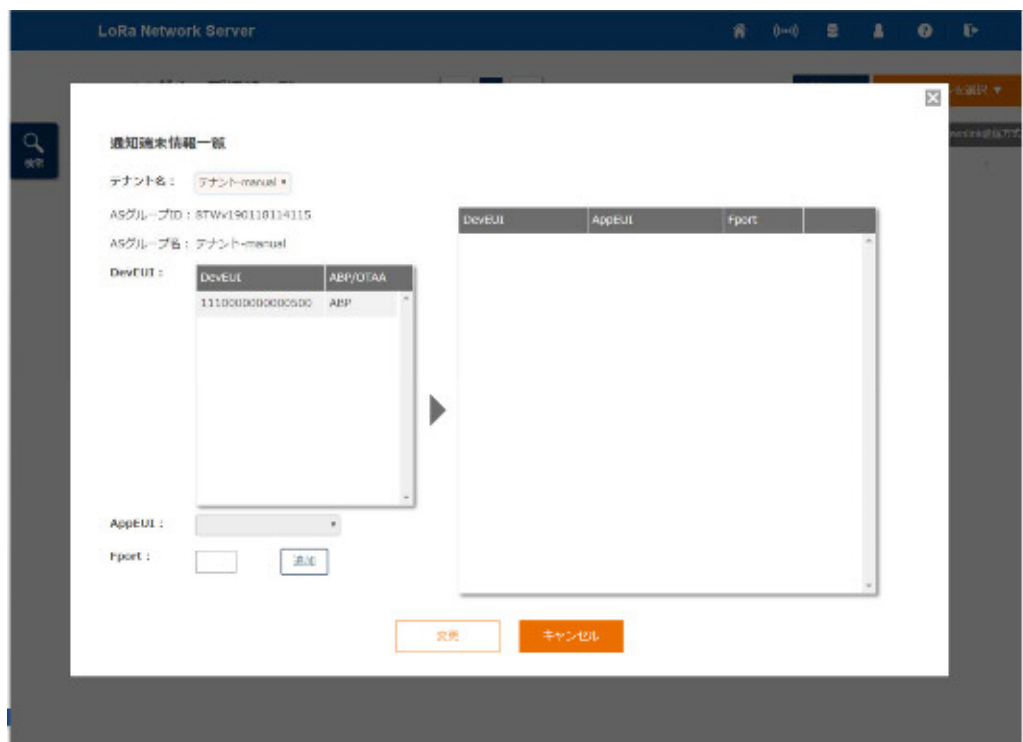 LoRa Network Server
検索
通知端末情報一覧
テナント名： テナント-manual
ASグループID：8TWv190118114115
ASグループ名：テナント-manual
DevEUI：
DevEUI ABP/OTAA
1110000000000500 ABP
DevEUI AppEUI Fport
AppEUI：
Fport：
追加
変更 キャンセル